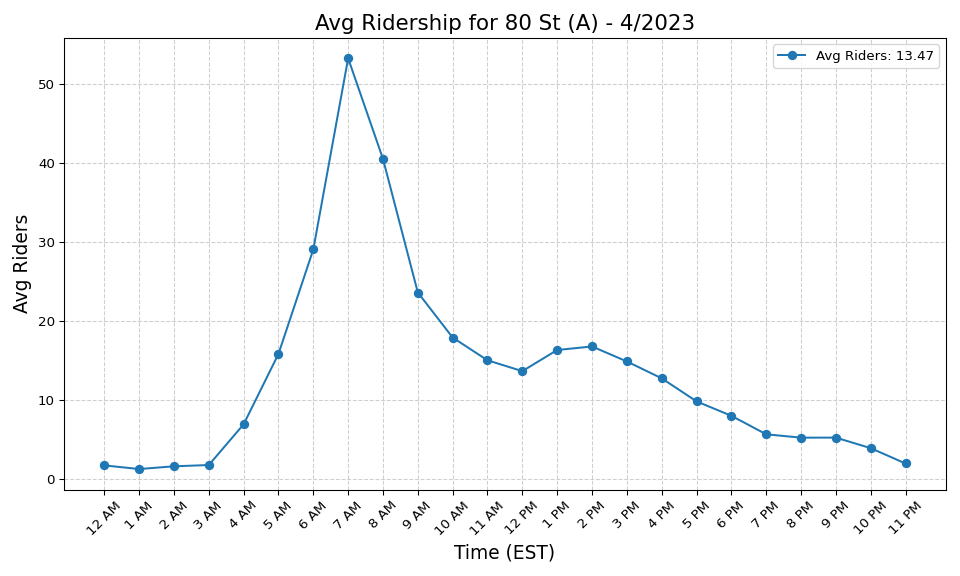 Avg Ridership for 80 St (A) - 4/2023
Avg Riders: 13.47
Avg Riders
50
40
30
20
10
0
12 AM
1 AM
2 AM
3 AM
4 AM
5 AM
6 AM
7 AM
8 AM
9 AM
10 AM
11 AM
12 PM
1 PM
2 PM
3 PM
4 PM
5 PM
6 PM
7 PM
8 PM
9 PM
10 PM
11 PM
Time (EST)